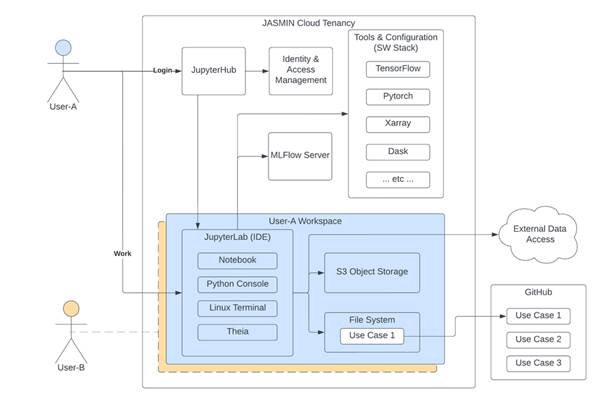 JASMIN Cloud Tenancy
Tools & Configuration
(SW Stack)
TensorFlow
Pytorch
Xarray
Dask
... etc ...
User-A
Login
JupyterHub
Identity &
Access
Management
MLFlow Server
User-A Workspace
JupyterLab (IDE)
Notebook
Python Console
Linux Terminal
Theia
Work
S3 Object Storage
File System
Use Case 1
External Data
Access
GitHub
Use Case 1
Use Case 2
Use Case 3
User-B